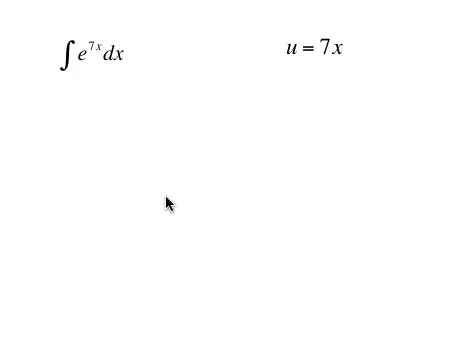 ∫ e^{7x} dx
u = 7x